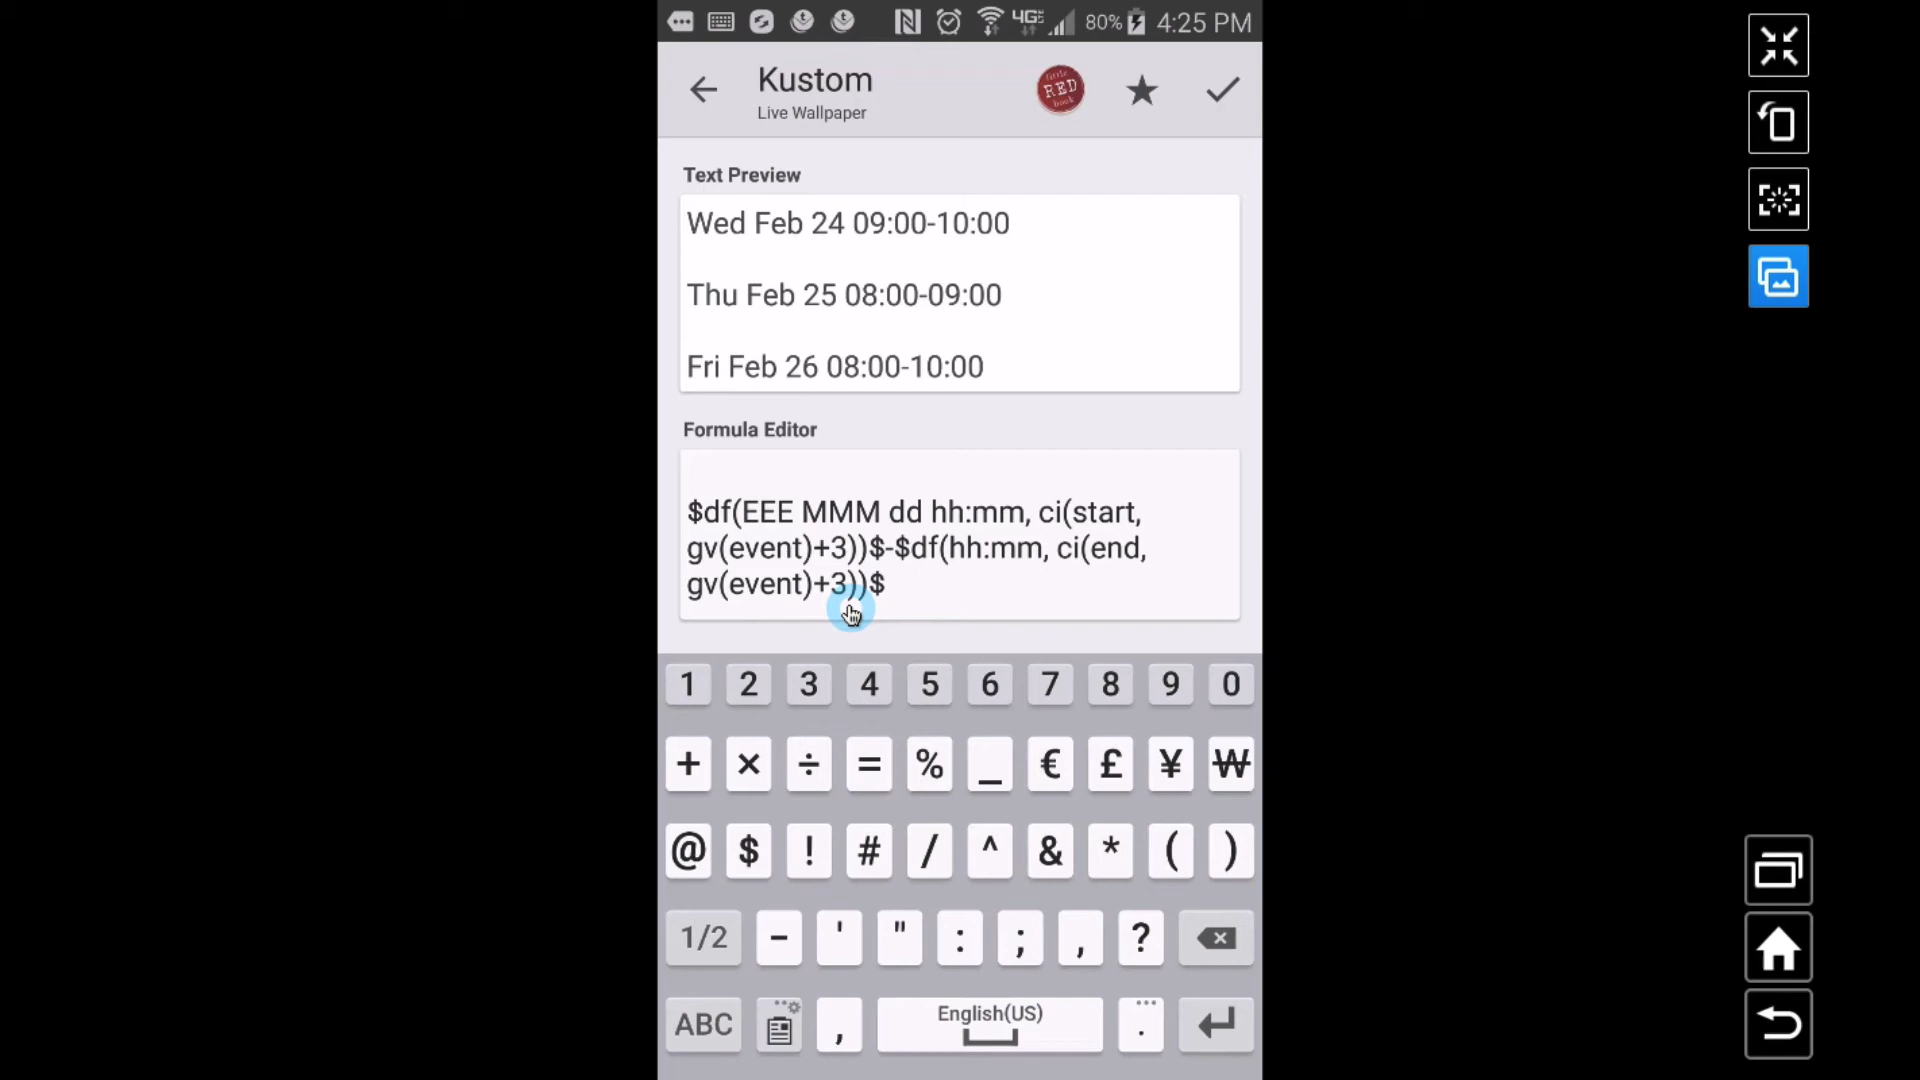 80% 4:25 PM
4GE
Kustom
Live Wallpaper
little
RED
book
Text Preview
Wed Feb 24 09:00-10:00
Thu Feb 25 08:00-09:00
Fri Feb 26 08:00-10:00
Formula Editor
$df(EEE MMM dd hh:mm, ci(start,
gv(event)+3))$-$df(hh:mm, ci(end,
gv(event)+3))$
1 2 3 4 5 6 7 8 9 0
+ × ÷ = % _ € £ ¥ ₩
@ $ ! # / ^ & * ( )
1/2 - ' " : ; , ?
ABC , English(US) .